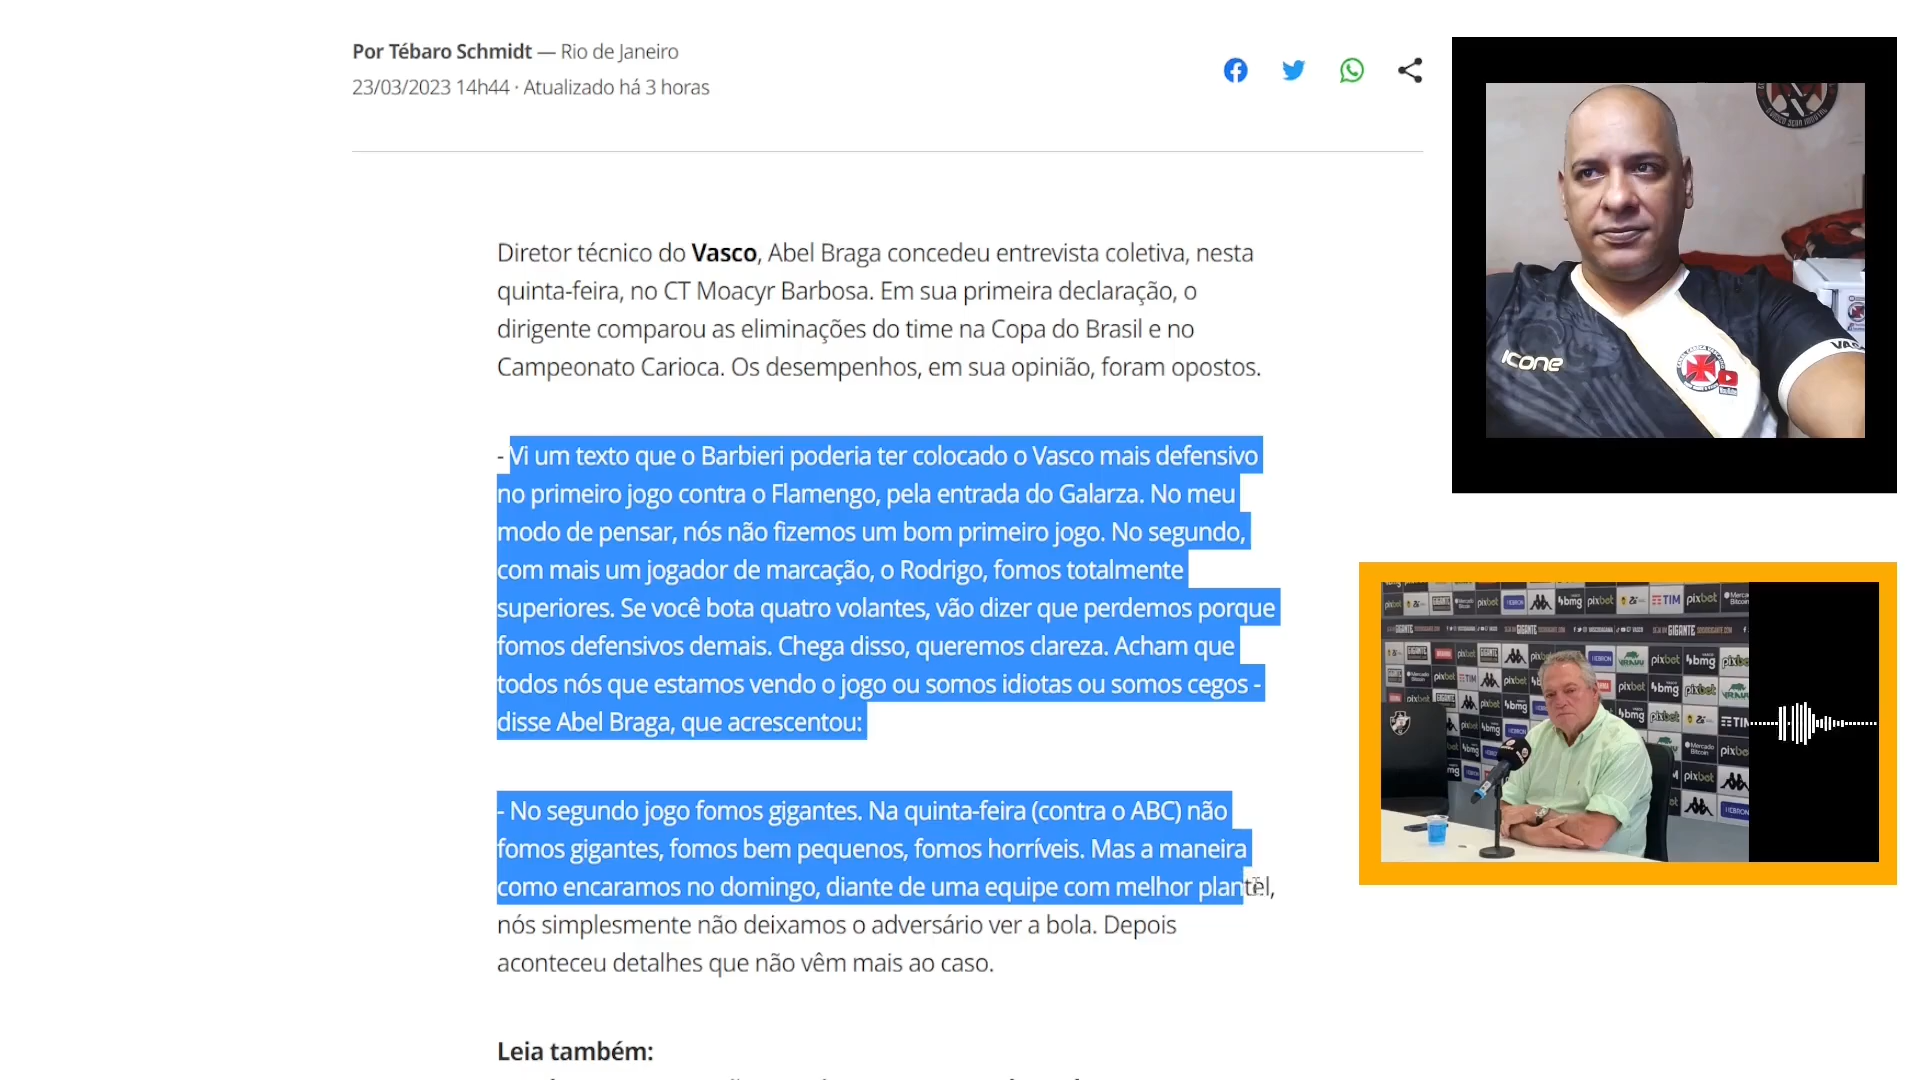 Por Tébaro Schmidt — Rio de Janeiro
23/03/2023 14h44 · Atualizado há 3 horas
Diretor técnico do Vasco, Abel Braga concedeu entrevista coletiva, nesta
quinta-feira, no CT Moacyr Barbosa. Em sua primeira declaração, o
dirigente comparou as eliminações do time na Copa do Brasil e no
Campeonato Carioca. Os desempenhos, em sua opinião, foram opostos.
- Vi um texto que o Barbieri poderia ter colocado o Vasco mais defensivo
no primeiro jogo contra o Flamengo, pela entrada do Galarza. No meu
modo de pensar, nós não fizemos um bom primeiro jogo. No segundo,
com mais um jogador de marcação, o Rodrigo, fomos totalmente
superiores. Se você bota quatro volantes, vão dizer que perdemos porque
fomos defensivos demais. Chega disso, queremos clareza. Acham que
todos nós que estamos vendo o jogo ou somos idiotas ou somos cegos -
disse Abel Braga, que acrescentou:
- No segundo jogo fomos gigantes. Na quinta-feira (contra o ABC) não
fomos gigantes, fomos bem pequenos, fomos horríveis. Mas a maneira
como encaramos no domingo, diante de uma equipe com melhor plantel,
nós simplesmente não deixamos o adversário ver a bola. Depois
aconteceu detalhes que não vêm mais ao caso.
Leia também:
ICONE
VAS
pixbet
bmg
TIM
GIGANTE